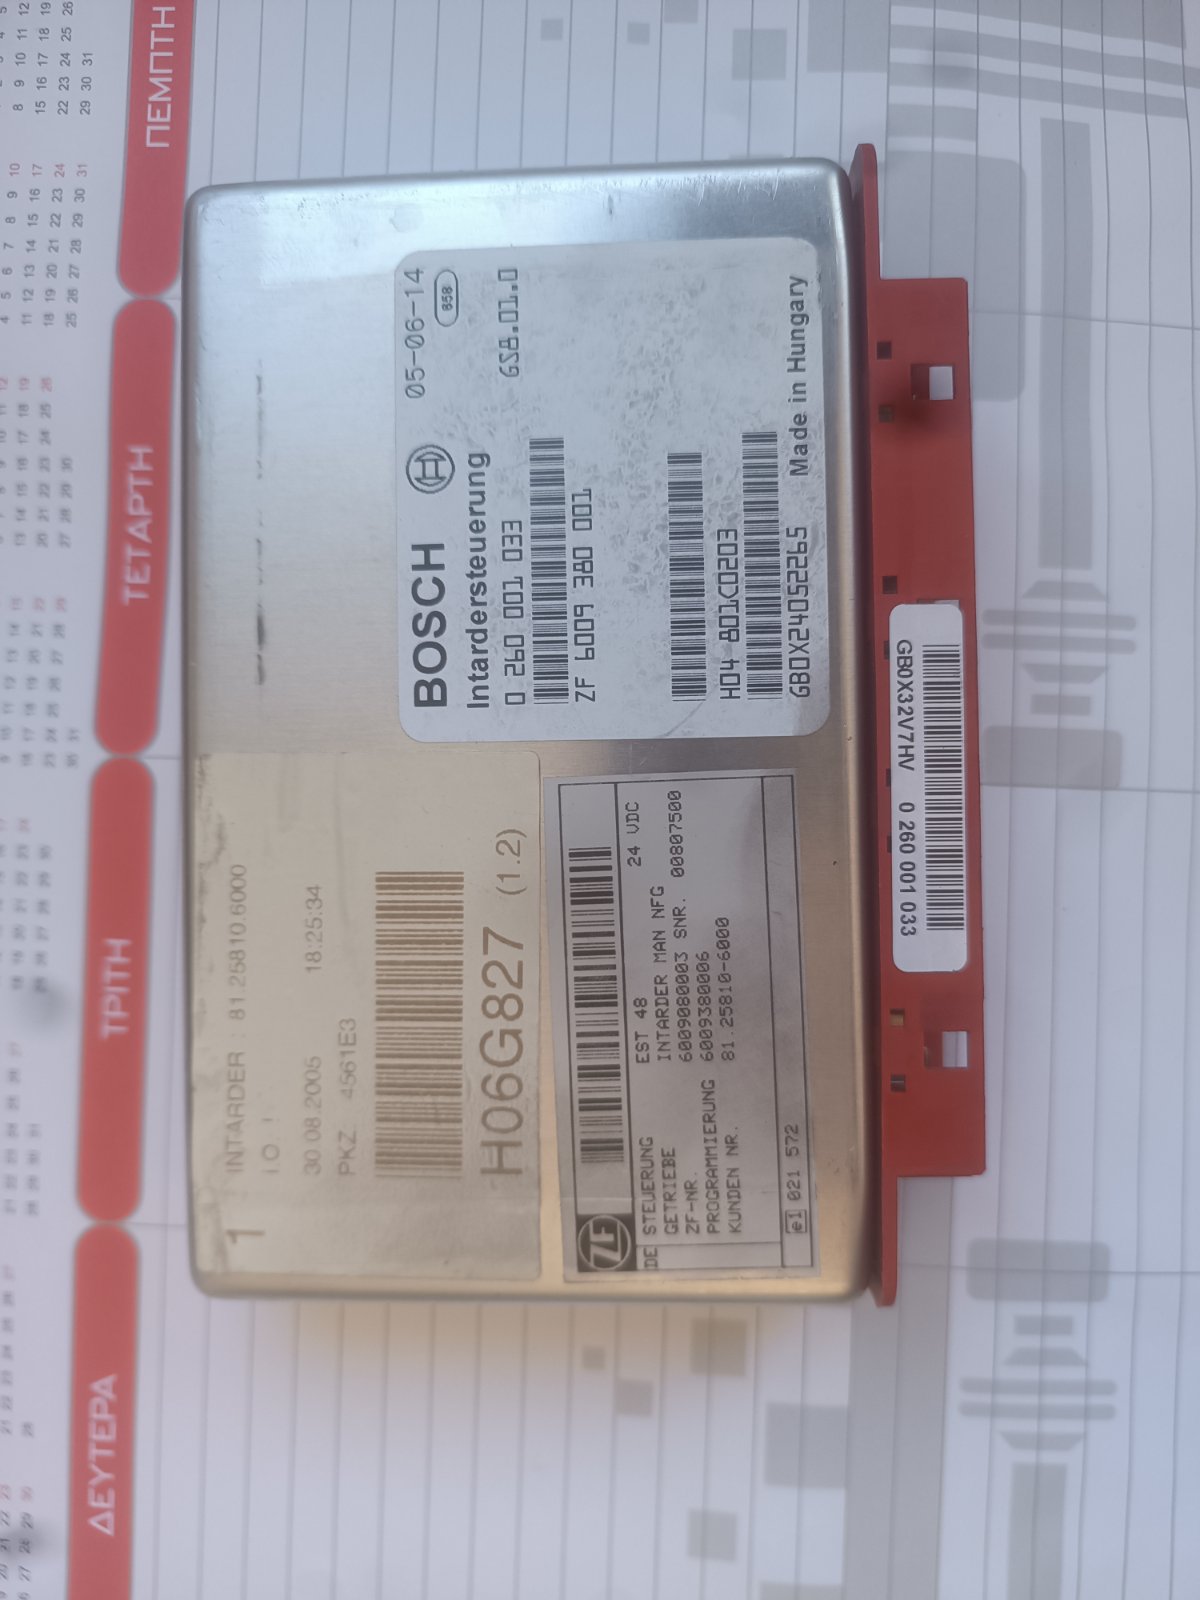 ΔΕΥΤΕΡΑ
ΤΡΙΤΗ
ΤΕΤΑΡΤΗ
ΠΕΜΠΤΗ
1 INTARDER : 81.25810.6000
I.O. !
30.08.2005 18:25:34
PKZ. 4561E3
H06G827 (1.2)
BOSCH 05-06-14
658
Intardersteuerung
0 260 001 033 GS8.01.0
ZF 6009 380 001
H04 801C0203
GB0X24052265 Made in Hungary
ZF
DE STEUERUNG EST 48 24 VDC
GETRIEBE INTARDER MAN NFG
ZF-NR. 6009080003 SNR. 00807500
PROGRAMMIERUNG 6009380006
KUNDEN NR. 81.25810-6000
e1 021 572
GB0X32V7HV 0 260 001 033